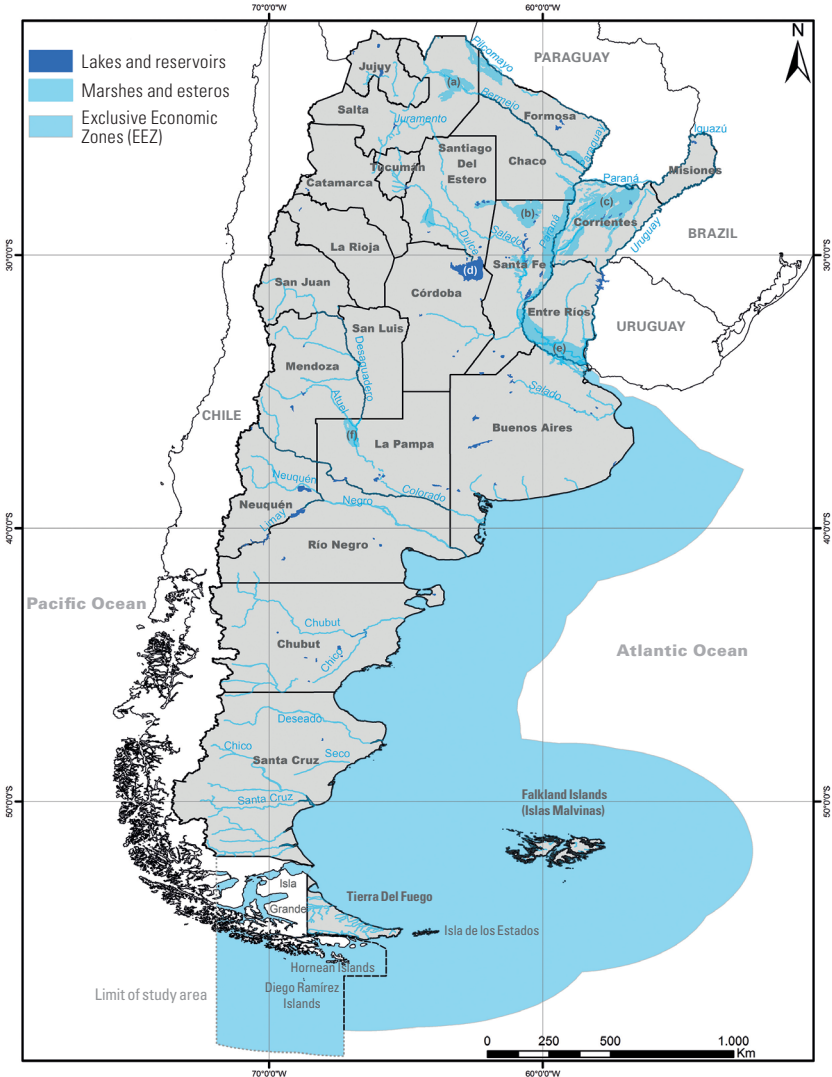 70°0'0"W
60°0'0"W
N
Lakes and reservoirs
Marshes and esteros
Exclusive Economic
Zones (EEZ)
PARAGUAY
Pilcomayo
Jujuy
(a)
Bermejo
Salta
Formosa
Juramento
Paraguay
Iguazú
Santiago
Del
Estero
Chaco
Tucumán
Misiones
Paraná
Catamarca
(c)
(b)
Corrientes
Paraná
Uruguay
BRAZIL
La Rioja
Dulce
Salado
30°0'0"S
30°0'0"S
Santa Fe
(d)
San Juan
Córdoba
Entre Ríos
San Luis
URUGUAY
Desaguadero
(e)
Mendoza
Salado
Atuel
CHILE
Buenos Aires
(f)
La Pampa
Neuquén
Colorado
Negro
Neuquén
Limay
40°0'0"S
40°0'0"S
Río Negro
Pacific Ocean
Chubut
Chubut
Chico
Atlantic Ocean
Deseado
Chico
Seco
Santa Cruz
Santa Cruz
50°0'0"S
50°0'0"S
Falkland Islands
(Islas Malvinas)
Isla
Grande
Tierra Del Fuego
Isla de los Estados
Hornean Islands
Diego Ramírez
Islands
Limit of study area
0 250 500 1.000
Km
70°0'0"W
60°0'0"W